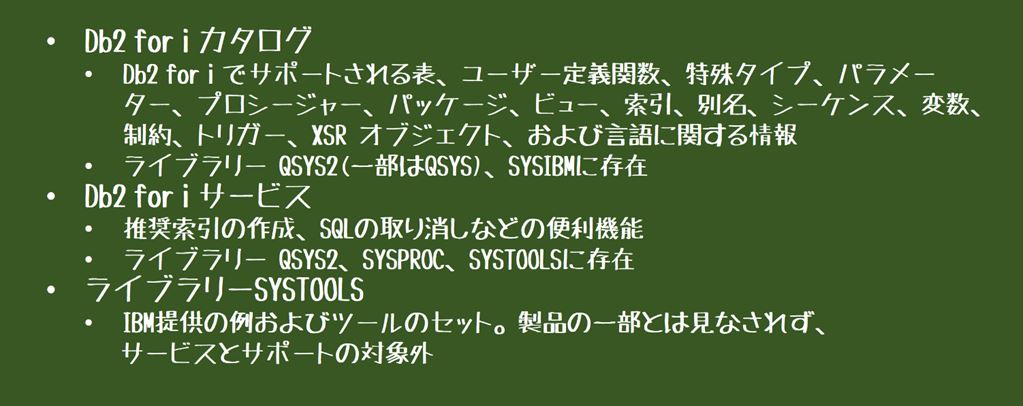 • Db2 for i カタログ
• Db2 for i でサポートされる表、ユーザー定義関数、特殊タイプ、パラメー
ター、プロシージャー、パッケージ、ビュー、索引、別名、シーケンス、変数、
制約、トリガー、XSR オブジェクト、および言語に関する情報
• ライブラリー QSYS2(一部はQSYS)、SYSIBMに存在
• Db2 for i サービス
• 推奨索引の作成、SQLの取り消しなどの便利機能
• ライブラリー QSYS2、SYSPROC、SYSTOOLSに存在
• ライブラリーSYSTOOLS
• IBM提供の例およびツールのセット。製品の一部とは見なされず、
サービスとサポートの対象外